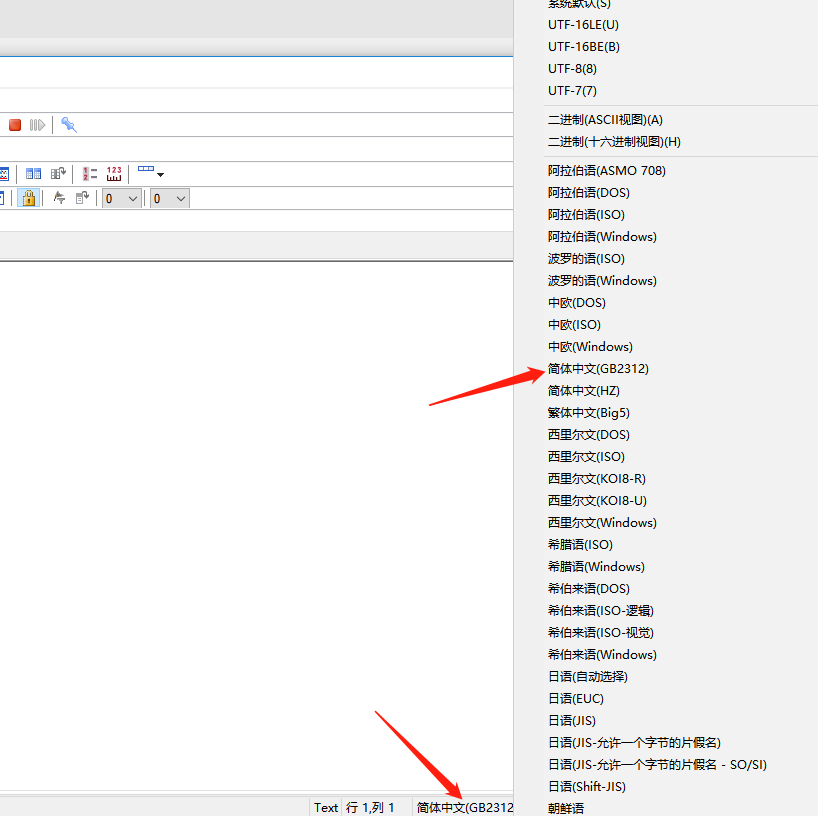 系统默认(S)
UTF-16LE(U)
UTF-16BE(B)
UTF-8(8)
UTF-7(7)
二进制(ASCII视图)(A)
二进制(十六进制视图)(H)
阿拉伯语(ASMO 708)
阿拉伯语(DOS)
阿拉伯语(ISO)
阿拉伯语(Windows)
波罗的语(ISO)
波罗的语(Windows)
中欧(DOS)
中欧(ISO)
中欧(Windows)
简体中文(GB2312)
简体中文(HZ)
繁体中文(Big5)
西里尔文(DOS)
西里尔文(ISO)
西里尔文(KOI8-R)
西里尔文(KOI8-U)
西里尔文(Windows)
希腊语(ISO)
希腊语(Windows)
希伯来语(DOS)
希伯来语(ISO-逻辑)
希伯来语(ISO-视觉)
希伯来语(Windows)
日语(自动选择)
日语(EUC)
日语(JIS)
日语(JIS-允许一个字节的片假名)
日语(JIS-允许一个字节的片假名 - SO/SI)
日语(Shift-JIS)
朝鲜语
1 2
123
0
0
Text
行 1,列 1
简体中文(GB2312